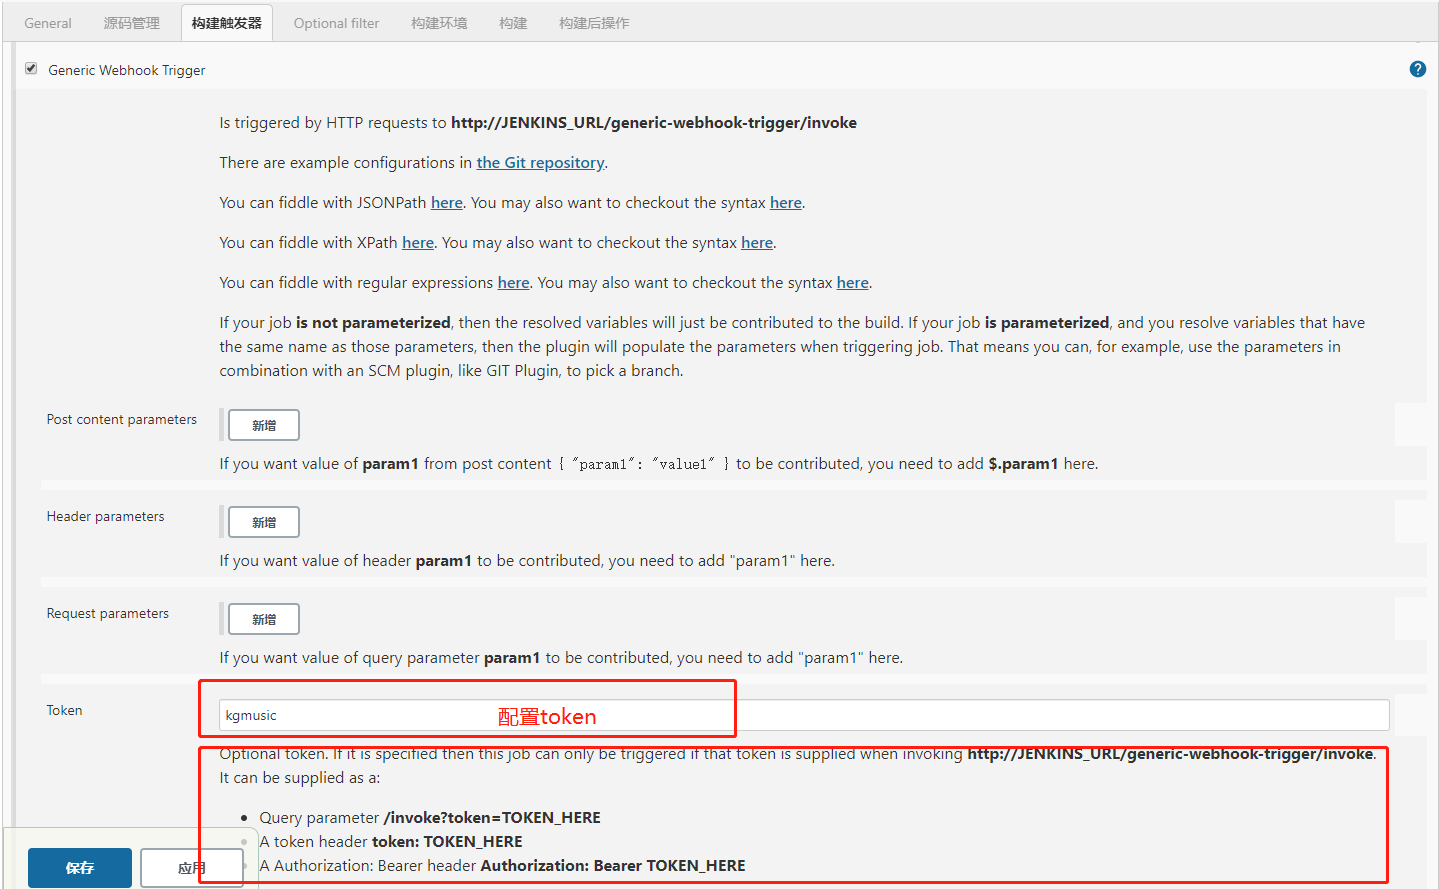 General 源码管理 构建触发器 Optional filter 构建环境 构建 构建后操作
Generic Webhook Trigger
?
Is triggered by HTTP requests to http://JENKINS_URL/generic-webhook-trigger/invoke
There are example configurations in the Git repository.
You can fiddle with JSONPath here. You may also want to checkout the syntax here.
You can fiddle with XPath here. You may also want to checkout the syntax here.
You can fiddle with regular expressions here. You may also want to checkout the syntax here.
If your job is not parameterized, then the resolved variables will just be contributed to the build. If your job is parameterized, and you resolve variables that have
the same name as those parameters, then the plugin will populate the parameters when triggering job. That means you can, for example, use the parameters in
combination with an SCM plugin, like GIT Plugin, to pick a branch.
Post content parameters 新增
If you want value of param1 from post content { "param1": "value1" } to be contributed, you need to add $.param1 here.
Header parameters 新增
If you want value of header param1 to be contributed, you need to add "param1" here.
Request parameters 新增
If you want value of query parameter param1 to be contributed, you need to add "param1" here.
Token kgmusic 配置token
Optional token. If it is specified then this job can only be triggered if that token is supplied when invoking http://JENKINS_URL/generic-webhook-trigger/invoke.
It can be supplied as a:
Query parameter /invoke?token=TOKEN_HERE
A token header token: TOKEN_HERE
A Authorization: Bearer header Authorization: Bearer TOKEN_HERE
保存 应用